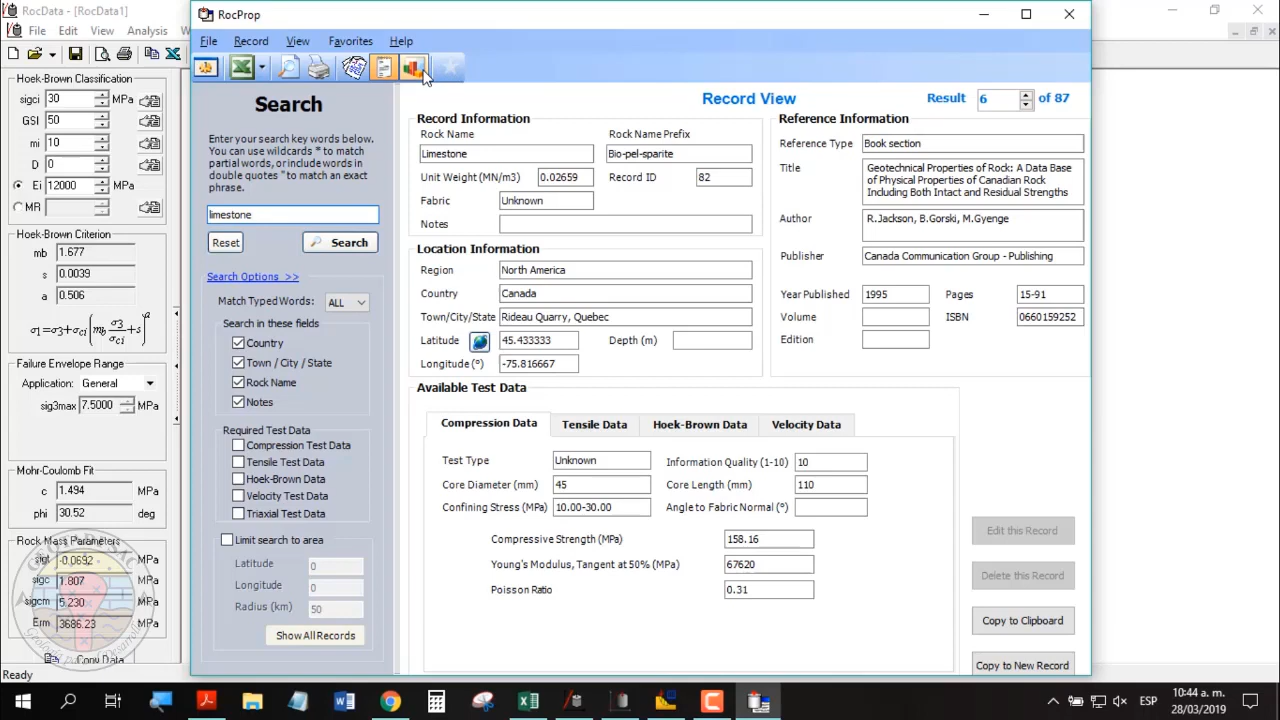 RocData - [RocData1]
File Edit View Analysis
Hoek-Brown Classification
sigci 30 MPa
GSI 50
mi 10
D 0
Ei 12000 MPa
MR
Hoek-Brown Criterion
mb 1.677
s 0.0039
a 0.506
Failure Envelope Range
Application: General
sig3max 7.5000 MPa
Mohr-Coulomb Fit
c 1.494 MPa
phi 30.52 deg
Rock Mass Parameters
sigt -0.0692 MPa
sigc 1.807 MPa
sigcm 5.230 MPa
Erm 3686.23 MPa
Copy Data
Ready
RocProp
File Record View Favorites Help
Search
Enter your search key words below.
You can use wildcards * to match
partial words, or include words in
double quotes " to match an exact
phrase.
limestone
Reset Search
Search Options >>
Match Typed Words: ALL
Search in these fields
Country
Town / City / State
Rock Name
Notes
Required Test Data
Compression Test Data
Tensile Test Data
Hoek-Brown Data
Velocity Test Data
Triaxial Test Data
Limit search to area
Latitude 0
Longitude 0
Radius (km) 50
Show All Records
Record View
Result 6 of 87
Record Information
Rock Name Rock Name Prefix
Limestone Bio-pel-sparite
Unit Weight (MN/m3) 0.02659 Record ID 82
Fabric Unknown
Notes
Location Information
Region North America
Country Canada
Town/City/State Rideau Quarry, Quebec
Latitude 45.433333 Depth (m)
Longitude (°) -75.816667
Reference Information
Reference Type Book section
Title Geotechnical Properties of Rock: A Data Base
of Physical Properties of Canadian Rock
Including Both Intact and Residual Strengths
Author R.Jackson, B.Gorski, M.Gyenge
Publisher Canada Communication Group - Publishing
Year Published 1995 Pages 15-91
Volume ISBN 0660159252
Edition
Available Test Data
Compression Data Tensile Data Hoek-Brown Data Velocity Data
Test Type Unknown Information Quality (1-10) 10
Core Diameter (mm) 45 Core Length (mm) 110
Confining Stress (MPa) 10.00-30.00 Angle to Fabric Normal (°)
Compressive Strength (MPa) 158.16
Young's Modulus, Tangent at 50% (MPa) 67620
Poisson Ratio 0.31
Edit this Record
Delete this Record
Copy to Clipboard
Copy to New Record
ESP
10:44 a. m.
28/03/2019